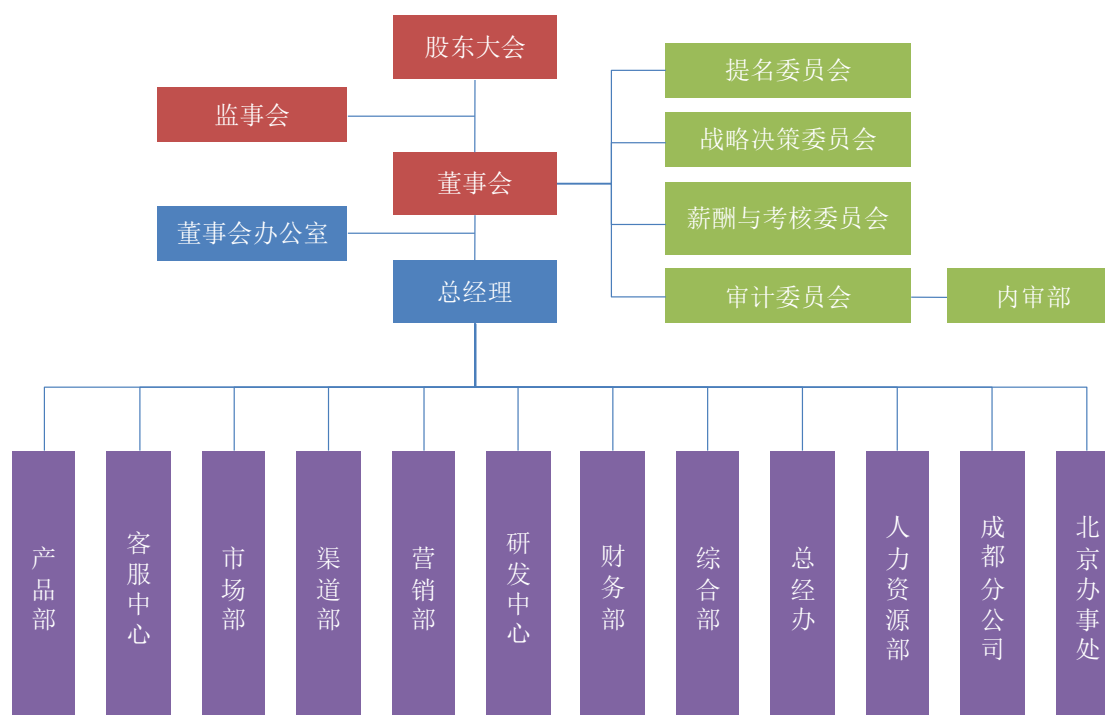 股东大会
提名委员会
监事会
战略决策委员会
董事会
薪酬与考核委员会
董事会办公室
总经理
审计委员会
内审部
产品部
客服中心
市场部
渠道部
营销部
研发中心
财务部
综合部
总经办
人力资源部
成都分公司
北京办事处